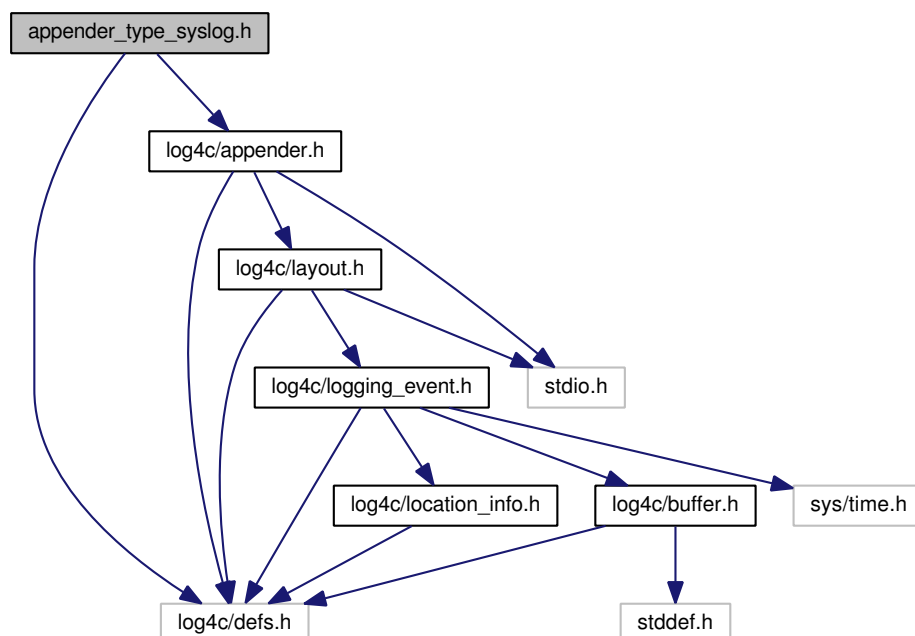 appender_type_syslog.h
log4c/appender.h
log4c/layout.h
log4c/logging_event.h
stdio.h
log4c/location_info.h
log4c/buffer.h
sys/time.h
log4c/defs.h
stddef.h